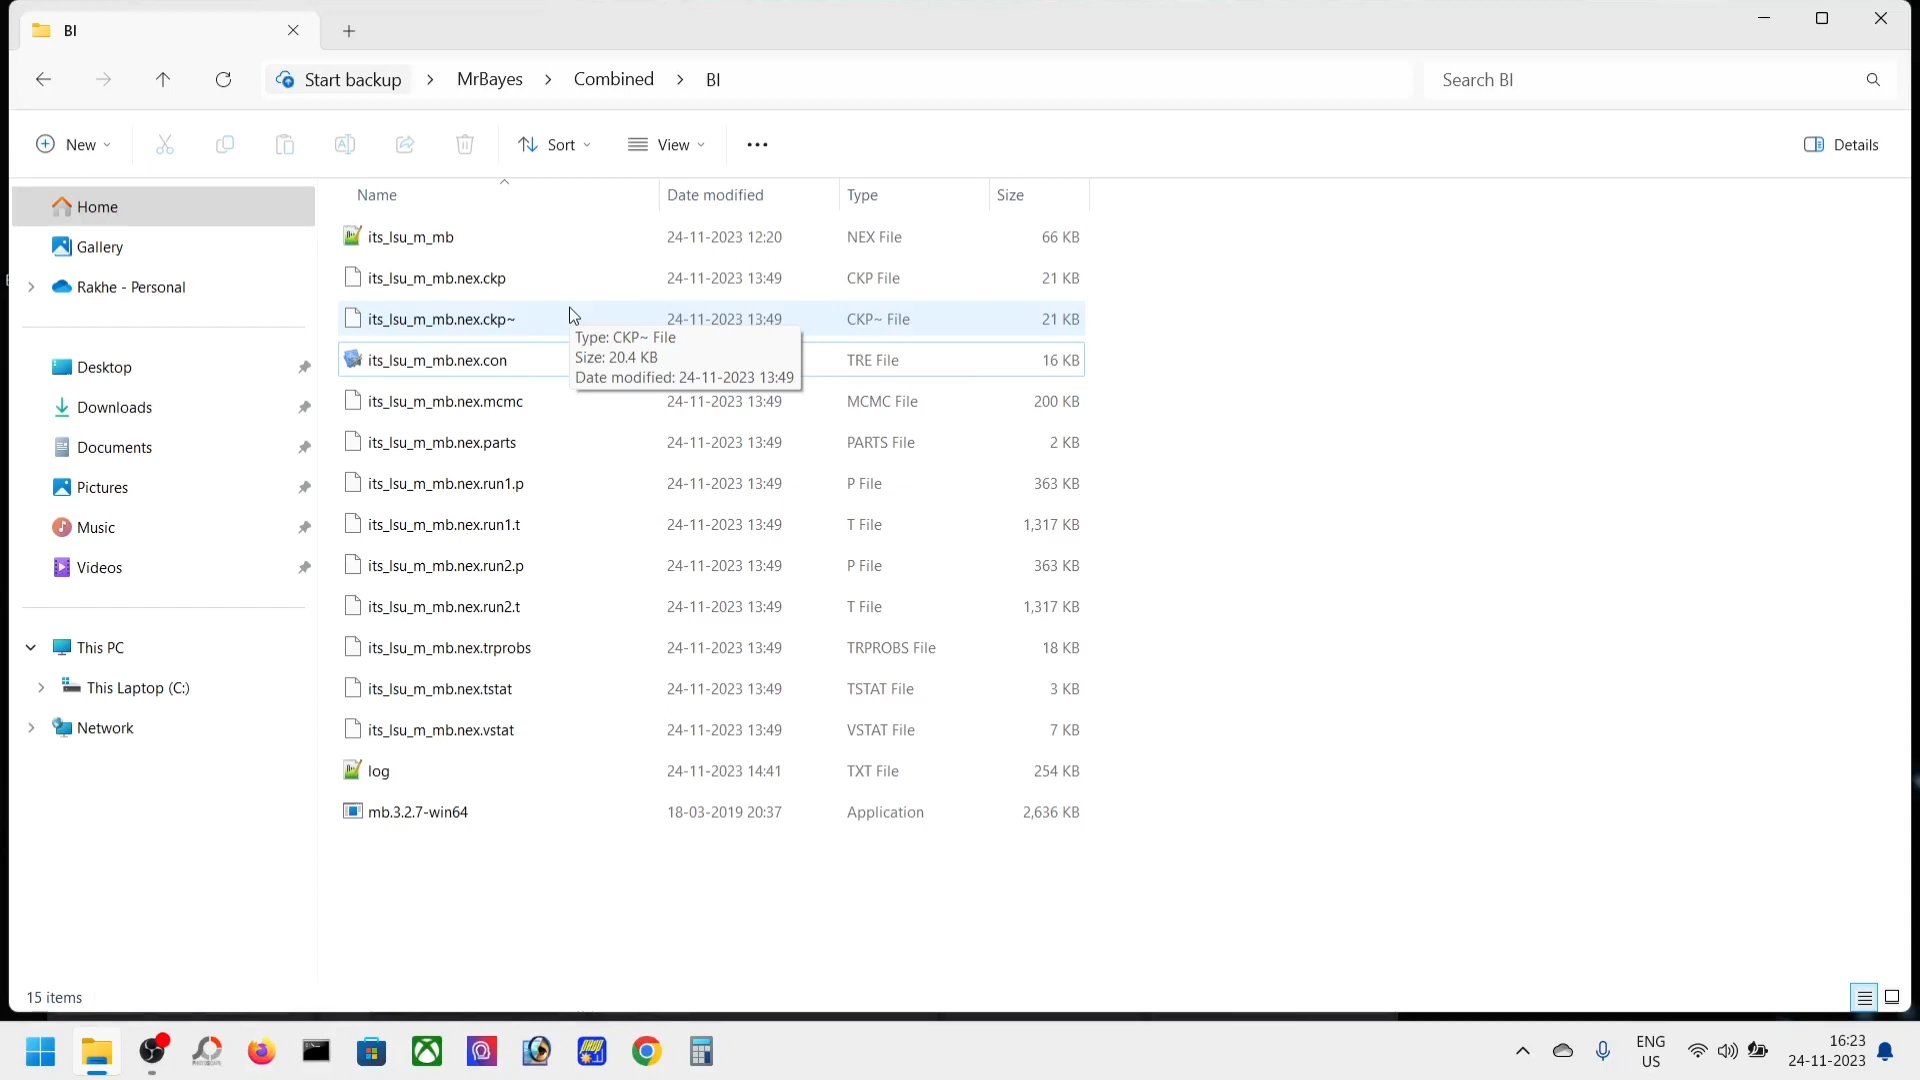 BI
Start backup
MrBayes
Combined
BI
Search BI
New
Sort
View
Details
Home
Gallery
Rakhe - Personal
Desktop
Downloads
Documents
Pictures
Music
Videos
This PC
This Laptop (C:)
Network
Name Date modified Type Size
its_lsu_m_mb 24-11-2023 12:20 NEX File 66 KB
its_lsu_m_mb.nex.ckp 24-11-2023 13:49 CKP File 21 KB
its_lsu_m_mb.nex.ckp~ 24-11-2023 13:49 CKP~ File 21 KB
Type: CKP~ File
Size: 20.4 KB
Date modified: 24-11-2023 13:49
its_lsu_m_mb.nex.con TRE File 16 KB
its_lsu_m_mb.nex.mcmc 24-11-2023 13:49 MCMC File 200 KB
its_lsu_m_mb.nex.parts 24-11-2023 13:49 PARTS File 2 KB
its_lsu_m_mb.nex.run1.p 24-11-2023 13:49 P File 363 KB
its_lsu_m_mb.nex.run1.t 24-11-2023 13:49 T File 1,317 KB
its_lsu_m_mb.nex.run2.p 24-11-2023 13:49 P File 363 KB
its_lsu_m_mb.nex.run2.t 24-11-2023 13:49 T File 1,317 KB
its_lsu_m_mb.nex.trprobs 24-11-2023 13:49 TRPROBS File 18 KB
its_lsu_m_mb.nex.tstat 24-11-2023 13:49 TSTAT File 3 KB
its_lsu_m_mb.nex.vstat 24-11-2023 13:49 VSTAT File 7 KB
log 24-11-2023 14:41 TXT File 254 KB
mb.3.2.7-win64 18-03-2019 20:37 Application 2,636 KB
15 items
ENG
US
16:23
24-11-2023